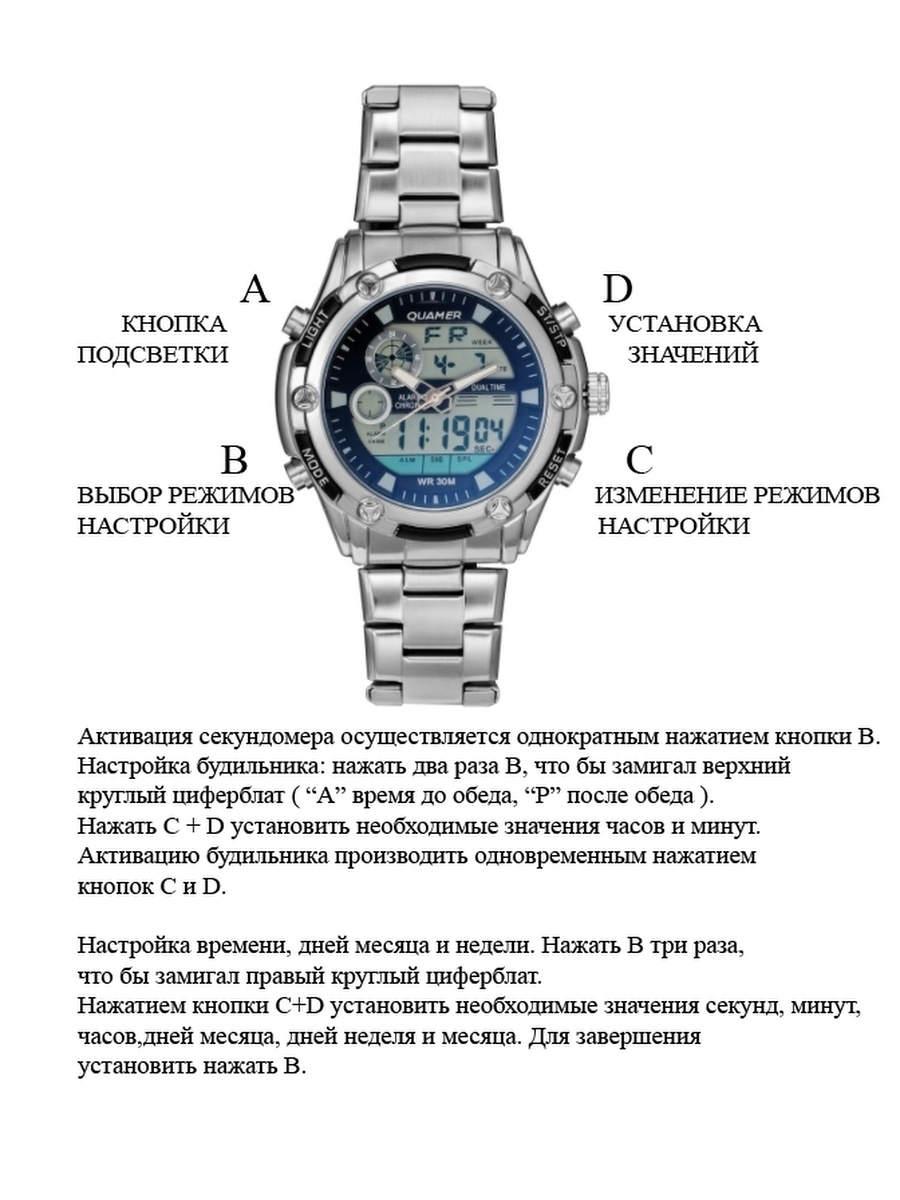 A
D
КНОПКА
ПОДСВЕТКИ
УСТАНОВКА
ЗНАЧЕНИЙ
LIGHT
ST/STP
QUAMER
FR WEEK
4- 7
DUAL TIME
ALARM
CHRON
P
11:19 04
SEC
ALM SIG SPL
WR 30M
MODE
RESET
B
C
ВЫБОР РЕЖИМОВ
НАСТРОЙКИ
ИЗМЕНЕНИЕ РЕЖИМОВ
НАСТРОЙКИ
Активация секундомера осуществляется однократным нажатием кнопки В.
Настройка будильника: нажать два раза В, что бы замигал верхний
круглый циферблат ( “А” время до обеда, “Р” после обеда ).
Нажать С + D установить необходимые значения часов и минут.
Активацию будильника производить одновременным нажатием
кнопок С и D.
Настройка времени, дней месяца и недели. Нажать В три раза,
что бы замигал правый круглый циферблат.
Нажатием кнопки С+D установить необходимые значения секунд, минут,
часов,дней месяца, дней неделя и месяца. Для завершения
установить нажать В.